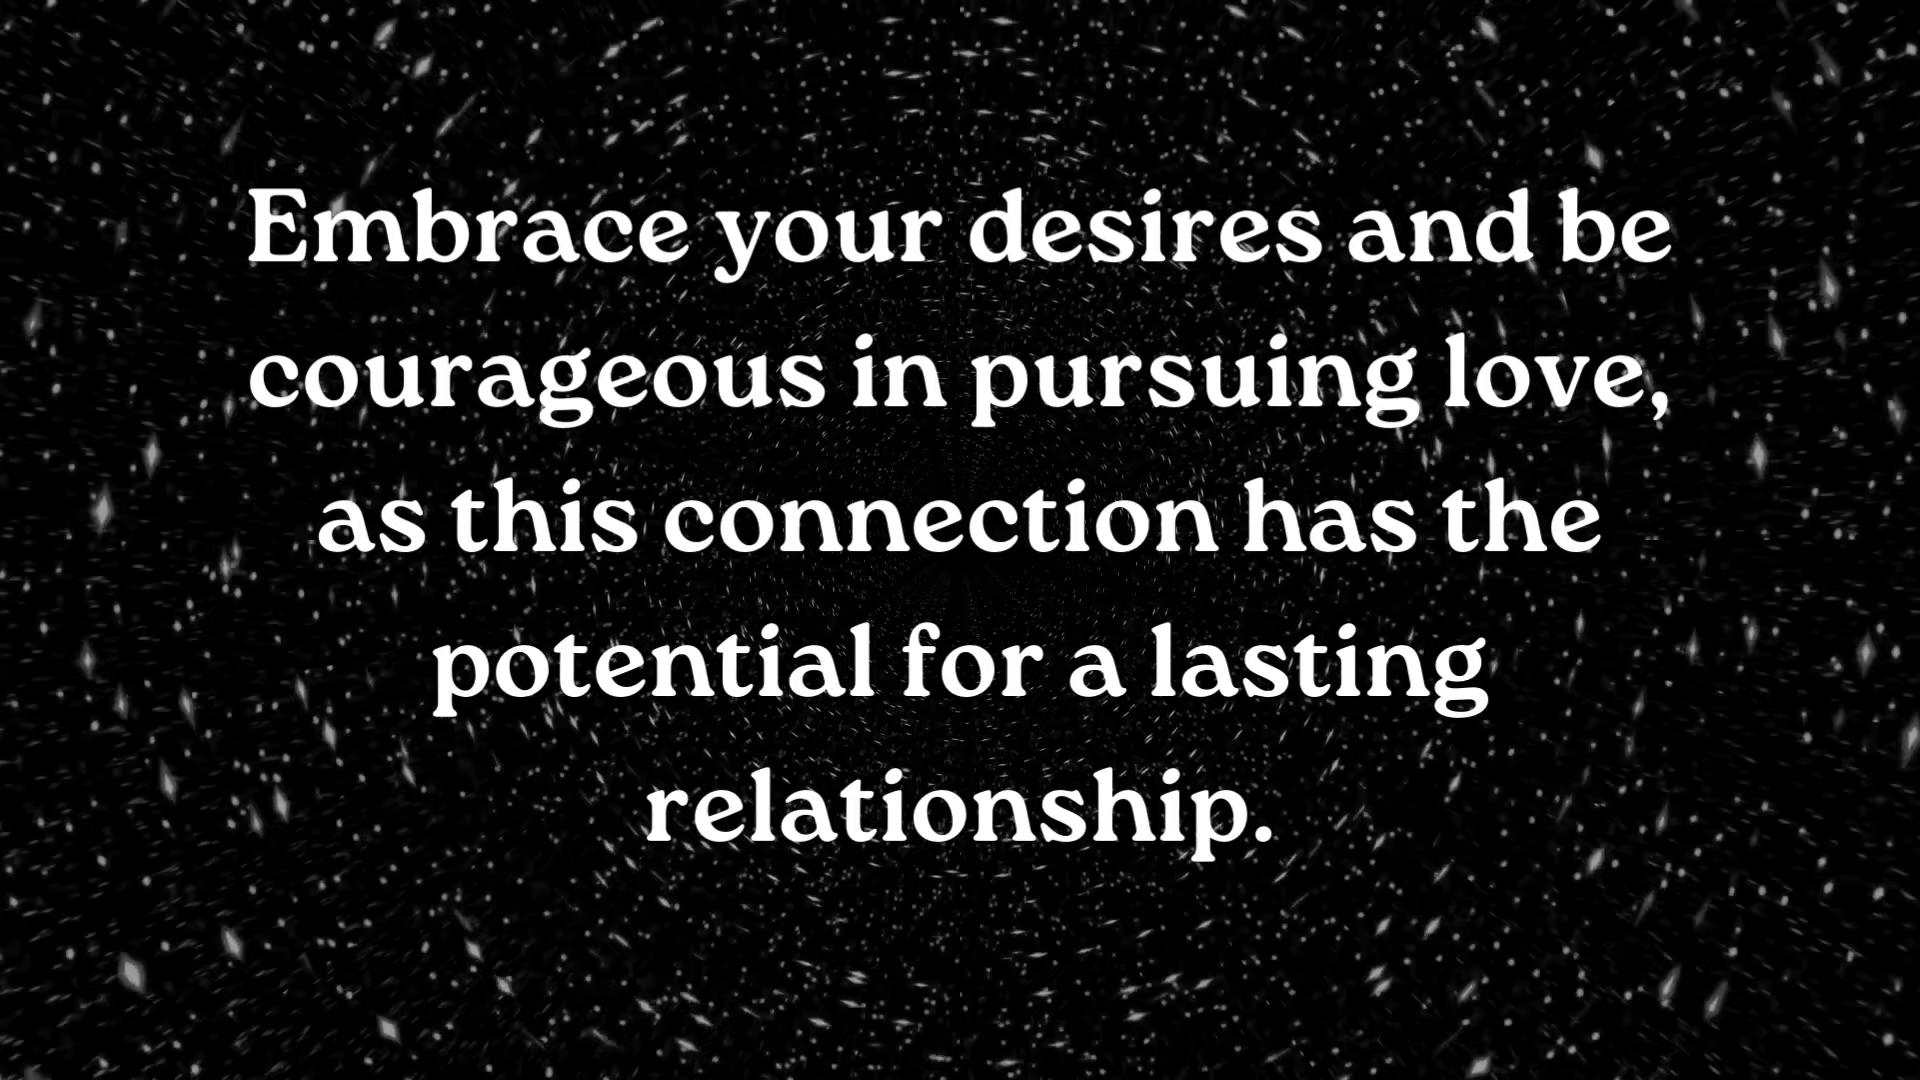 Embrace your desires and be
courageous in pursuing love,
as this connection has the
potential for a lasting
relationship.